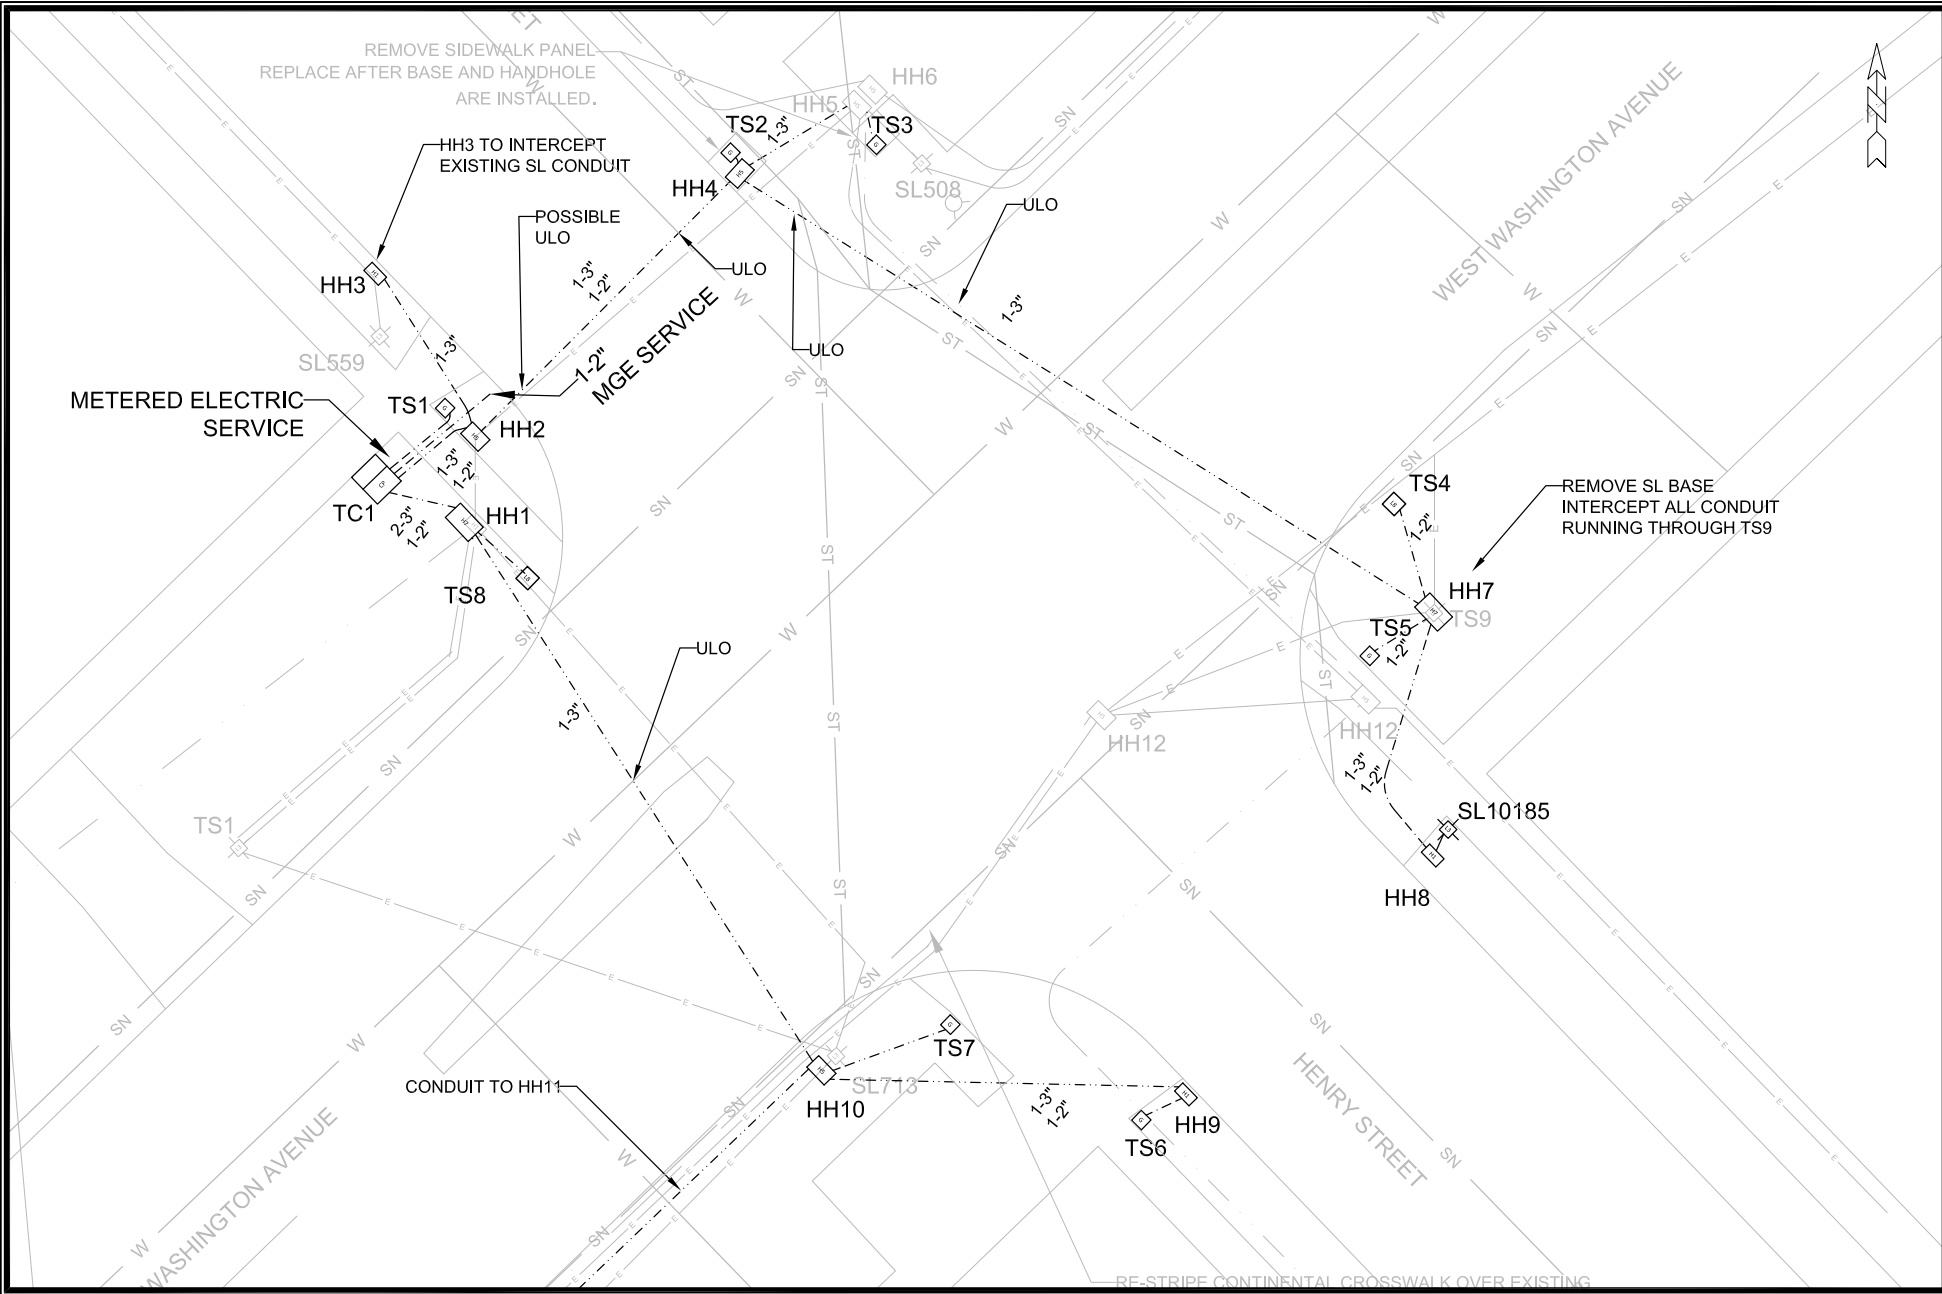 REMOVE SIDEWALK PANEL
REPLACE AFTER BASE AND HANDHOLE
ARE INSTALLED.
HH3 TO INTERCEPT
EXISTING SL CONDUIT
POSSIBLE
ULO
HH6
HH5
TS2
1-3"
TS3
HH4
SL508
ULO
ULO
ULO
WEST WASHINGTON AVENUE
HH3
SL559
1-3"
1-3"
1-2"
1-3"
1-2"
MGE SERVICE
METERED ELECTRIC
SERVICE
TS1
HH2
1-3"
1-2"
TC1
HH1
2-3"
1-2"
TS8
TS4
1-2"
REMOVE SL BASE
INTERCEPT ALL CONDUIT
RUNNING THROUGH TS9
HH7
TS9
TS5
1-2"
ULO
1-3"
HH12
HH12
1-3"
1-2"
SL10185
HH8
TS1
TS7
SL713
HH10
CONDUIT TO HH11
1-3"
1-2"
HH9
TS6
HENRY STREET
WASHINGTON AVENUE
RE-STRIPE CONTINENTAL CROSSWALK OVER EXISTING